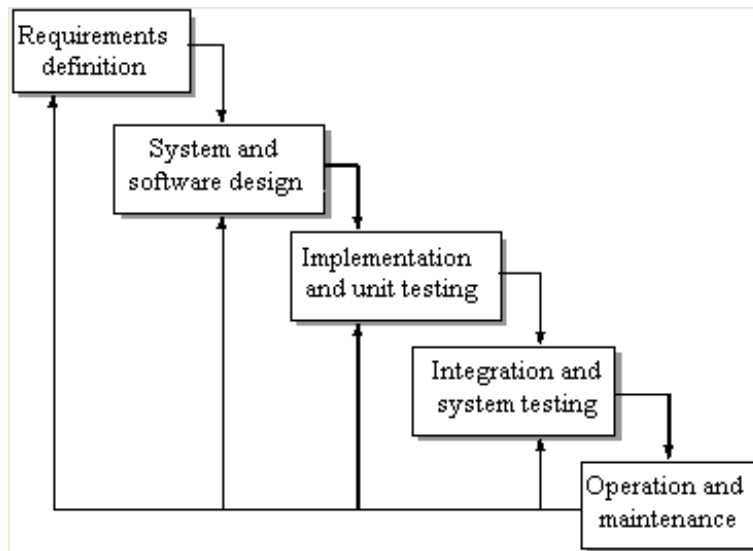 Requirements
definition
System and
software design
Implementation
and unit testing
Integration and
system testing
Operation and
maintenance